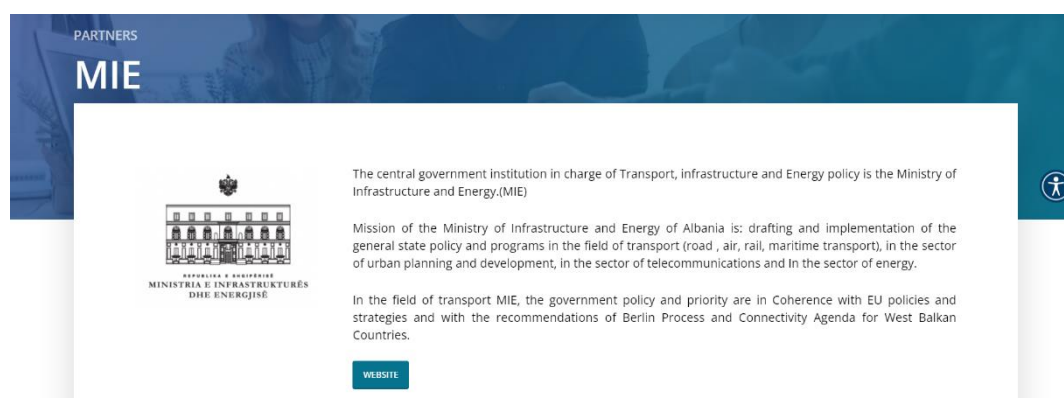 PARTNERS
MIE
The central government institution in charge of Transport, infrastructure and Energy policy is the Ministry of
Infrastructure and Energy.(MIE)
Mission of the Ministry of Infrastructure and Energy of Albania is: drafting and implementation of the
general state policy and programs in the field of transport (road , air, rail, maritime transport), in the sector
of urban planning and development, in the sector of telecommunications and In the sector of energy.
In the field of transport MIE, the government policy and priority are in Coherence with EU policies and
strategies and with the recommendations of Berlin Process and Connectivity Agenda for West Balkan
Countries.
REPUBLIKA E SHQIPËRISË
MINISTRIA E INFRASTRUKTURËS
DHE ENERGJISË
WEBSITE